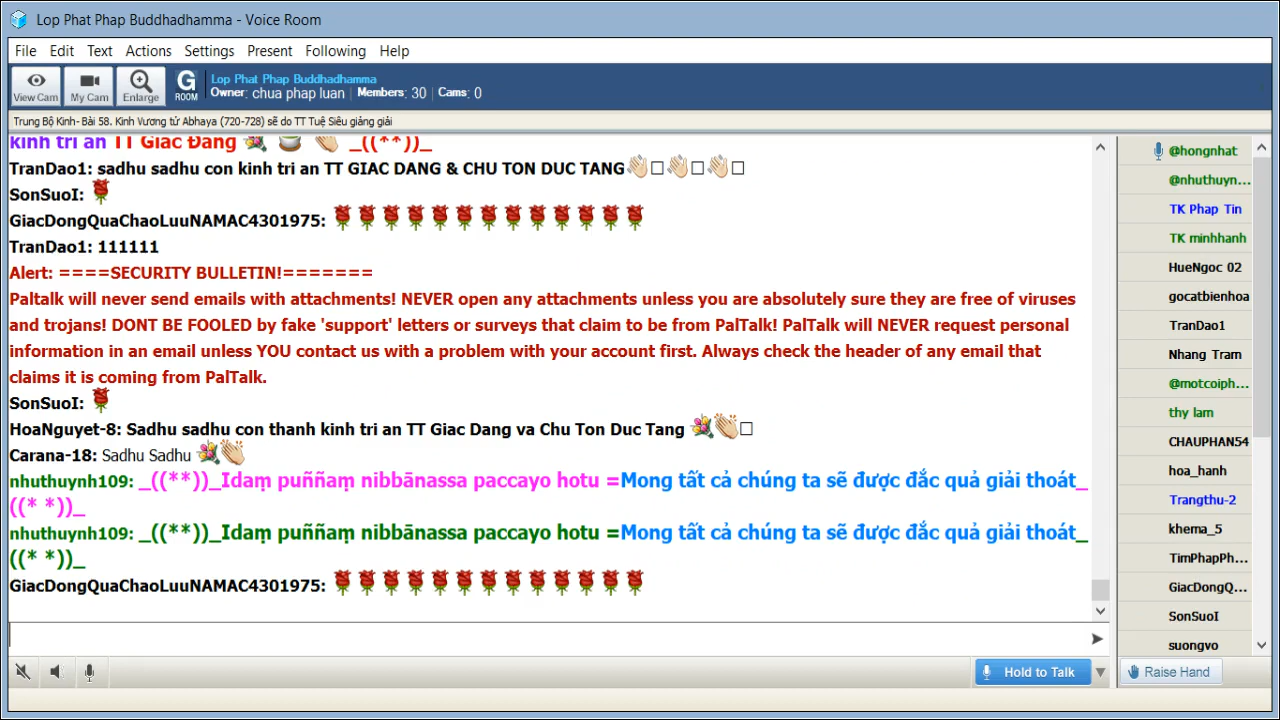 Lop Phat Phap Buddhadhamma - Voice Room
File Edit Text Actions Settings Present Following Help
View Cam My Cam Enlarge G ROOM
Lop Phat Phap Buddhadhamma
Owner: chua phap luan | Members: 30 | Cams: 0
Trung Bộ Kinh- Bài 58. Kinh Vương tử Abhaya (720-728) sẽ do TT Tuệ Siêu giảng giải
kinh tri an TT Giac Đang _((**))_
TranDao1: sadhu sadhu con kinh tri an TT GIAC DANG & CHU TON DUC TANG
SonSuoI:
GiacDongQuaChaoLuuNAMAC4301975:
TranDao1: 111111
Alert: ====SECURITY BULLETIN!=======
Paltalk will never send emails with attachments! NEVER open any attachments unless you are absolutely sure they are free of viruses
and trojans! DONT BE FOOLED by fake 'support' letters or surveys that claim to be from PalTalk! PalTalk will NEVER request personal
information in an email unless YOU contact us with a problem with your account first. Always check the header of any email that
claims it is coming from PalTalk.
SonSuoI:
HoaNguyet-8: Sadhu sadhu con thanh kinh tri an TT Giac Dang va Chu Ton Duc Tang
Carana-18: Sadhu Sadhu
nhuthuynh109: _((**))_Idaṃ puññaṃ nibbānassa paccayo hotu =Mong tất cả chúng ta sẽ được đắc quả giải thoát_
((* *))_
nhuthuynh109: _((**))_Idaṃ puññaṃ nibbānassa paccayo hotu =Mong tất cả chúng ta sẽ được đắc quả giải thoát_
((* *))_
GiacDongQuaChaoLuuNAMAC4301975:
@hongnhat
@nhuthuyn...
TK Phap Tin
TK minhhanh
HueNgoc 02
gocatbienhoa
TranDao1
Nhang Tram
@motcoiph...
thy lam
CHAUPHAN54
hoa_hanh
Trangthu-2
khema_5
TimPhapPh...
GiacDongQ...
SonSuoI
suongvo
Hold to Talk
Raise Hand